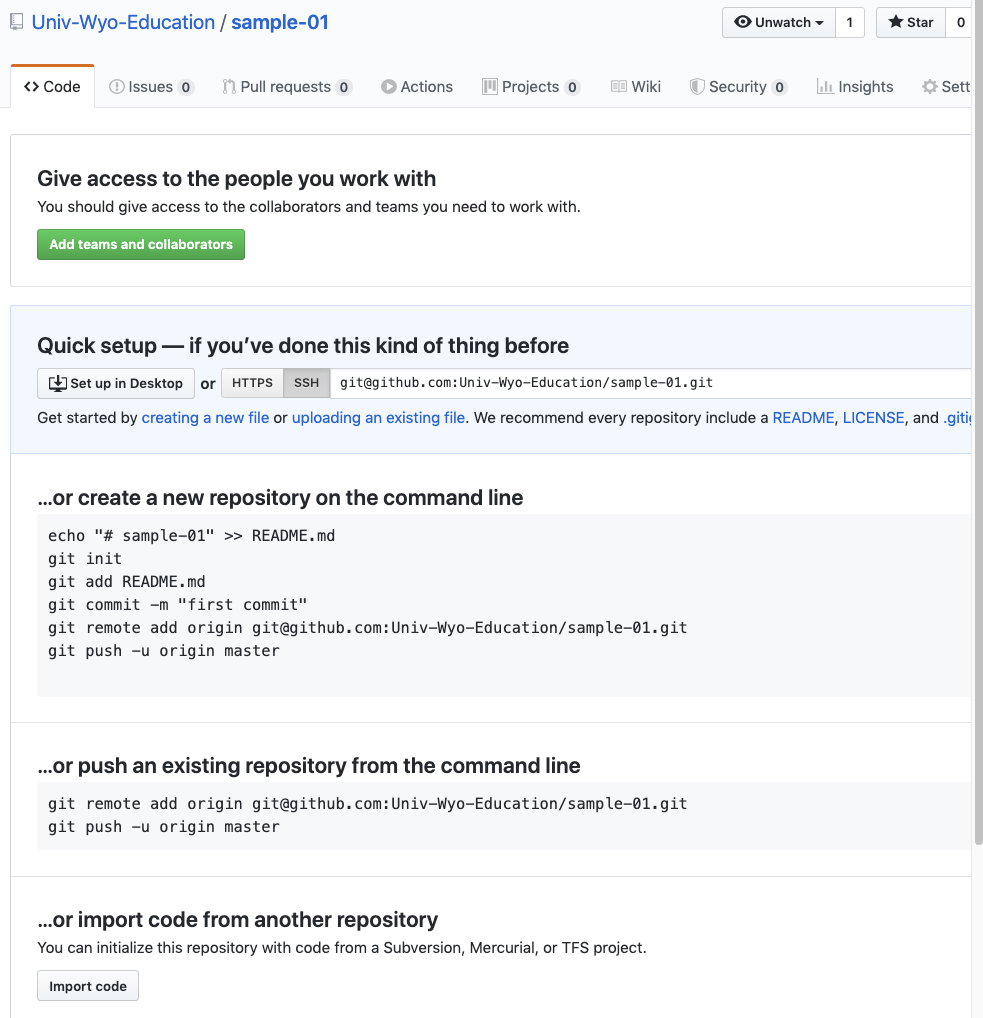 Univ-Wyo-Education / sample-01
Unwatch 1 Star 0
Code Issues 0 Pull requests 0 Actions Projects 0 Wiki Security 0 Insights Sett
Give access to the people you work with
You should give access to the collaborators and teams you need to work with.
Add teams and collaborators
Quick setup — if you’ve done this kind of thing before
Set up in Desktop or HTTPS SSH git@github.com:Univ-Wyo-Education/sample-01.git
Get started by creating a new file or uploading an existing file. We recommend every repository include a README, LICENSE, and .gitig
…or create a new repository on the command line
echo "# sample-01" >> README.md
git init
git add README.md
git commit -m "first commit"
git remote add origin git@github.com:Univ-Wyo-Education/sample-01.git
git push -u origin master
…or push an existing repository from the command line
git remote add origin git@github.com:Univ-Wyo-Education/sample-01.git
git push -u origin master
…or import code from another repository
You can initialize this repository with code from a Subversion, Mercurial, or TFS project.
Import code